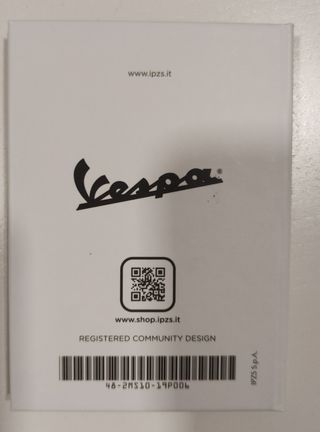 www.ipzs.it
Vespa®
www.shop.ipzs.it
REGISTERED COMMUNITY DESIGN
48-2MS10-19P006
IPZS S.p.A.